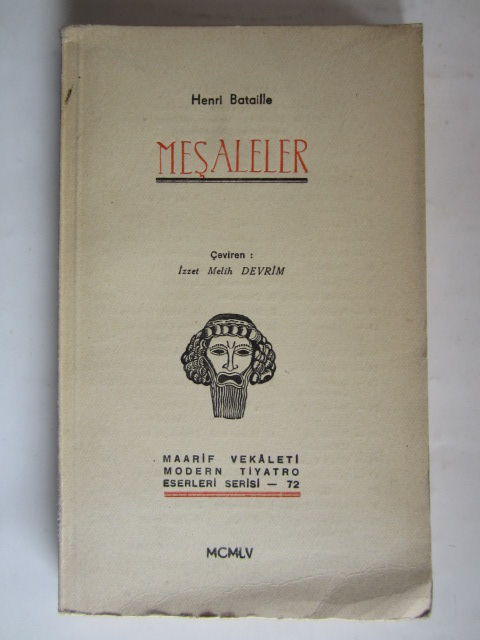 Henri Bataille
MEŞALELER
Çeviren :
İzzet Melih DEVRİM
MAARİF VEKÂLETİ
MODERN TİYATRO
ESERLERİ SERİSİ — 72
MCMLV